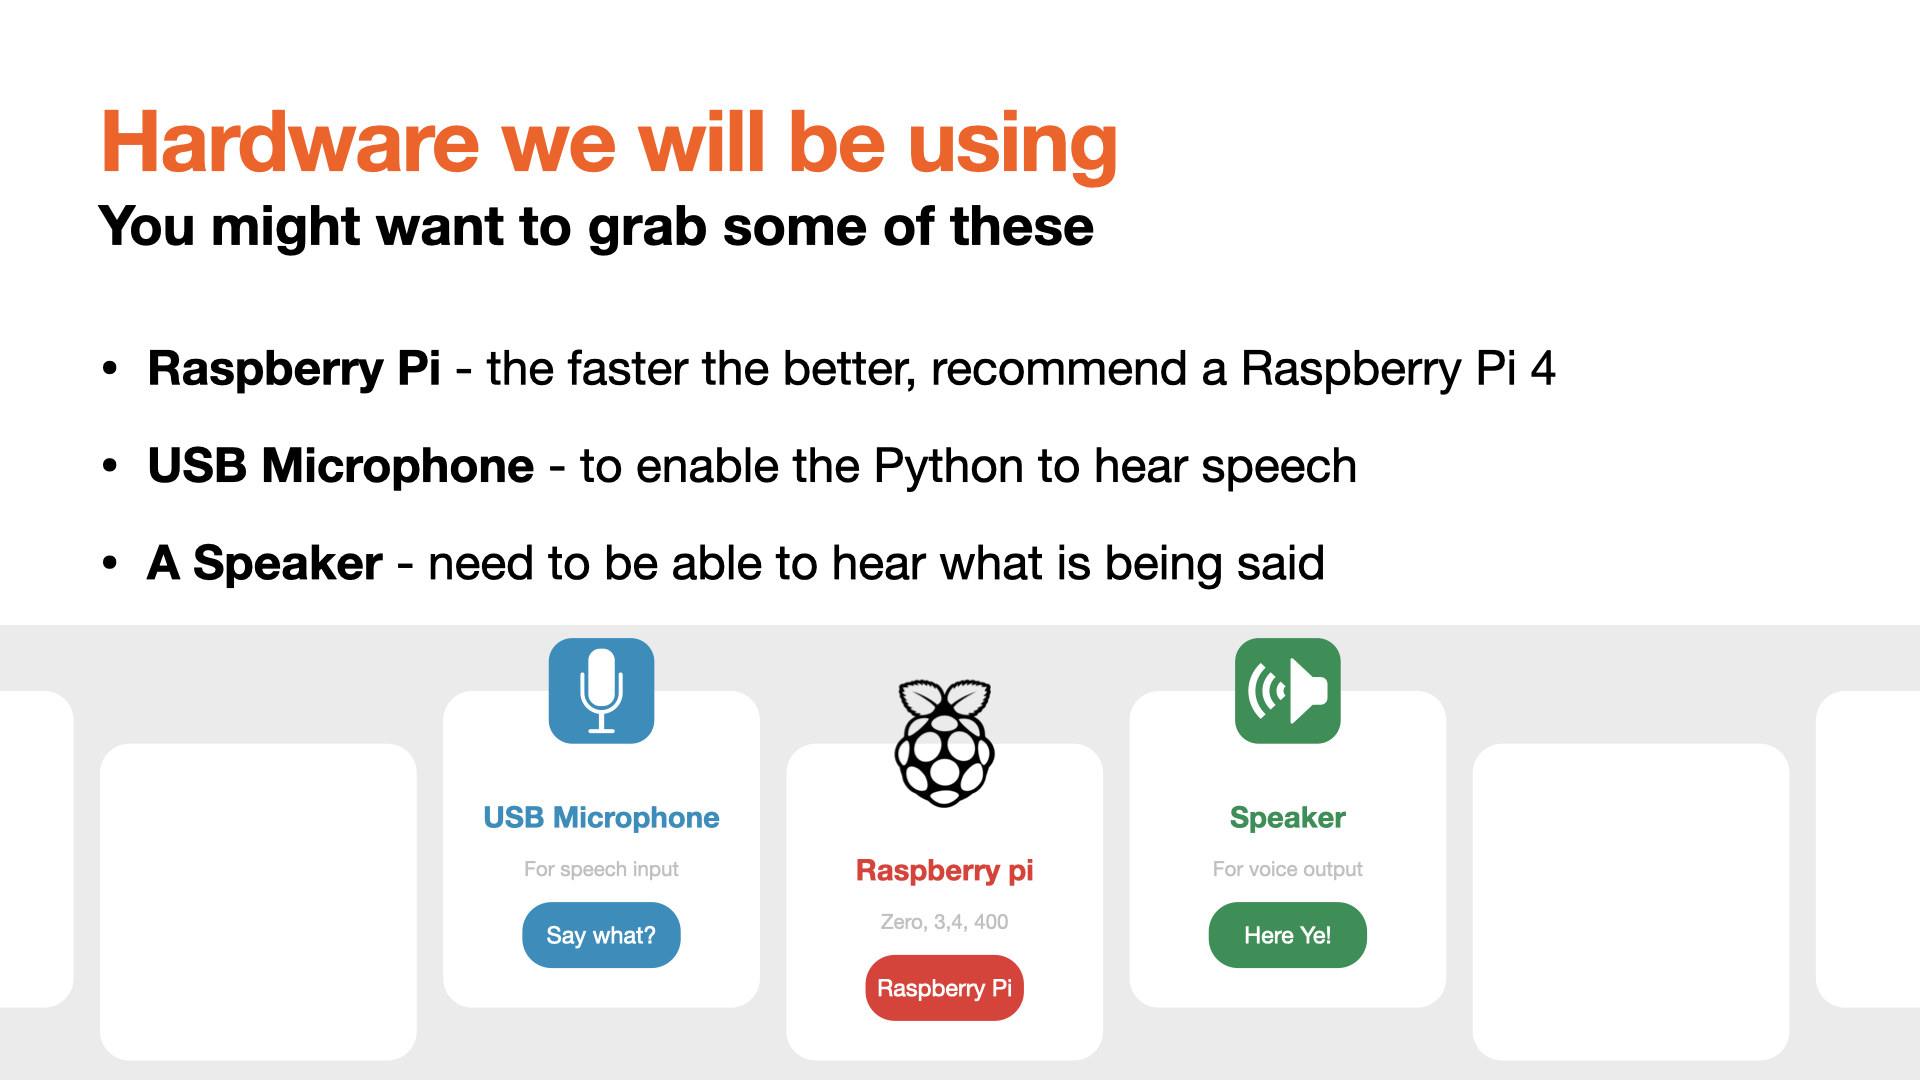 Hardware we will be using
You might want to grab some of these
• Raspberry Pi - the faster the better, recommend a Raspberry Pi 4
• USB Microphone - to enable the Python to hear speech
• A Speaker - need to be able to hear what is being said
USB Microphone
For speech input
Say what?
Raspberry pi
Zero, 3,4, 400
Raspberry Pi
Speaker
For voice output
Here Ye!